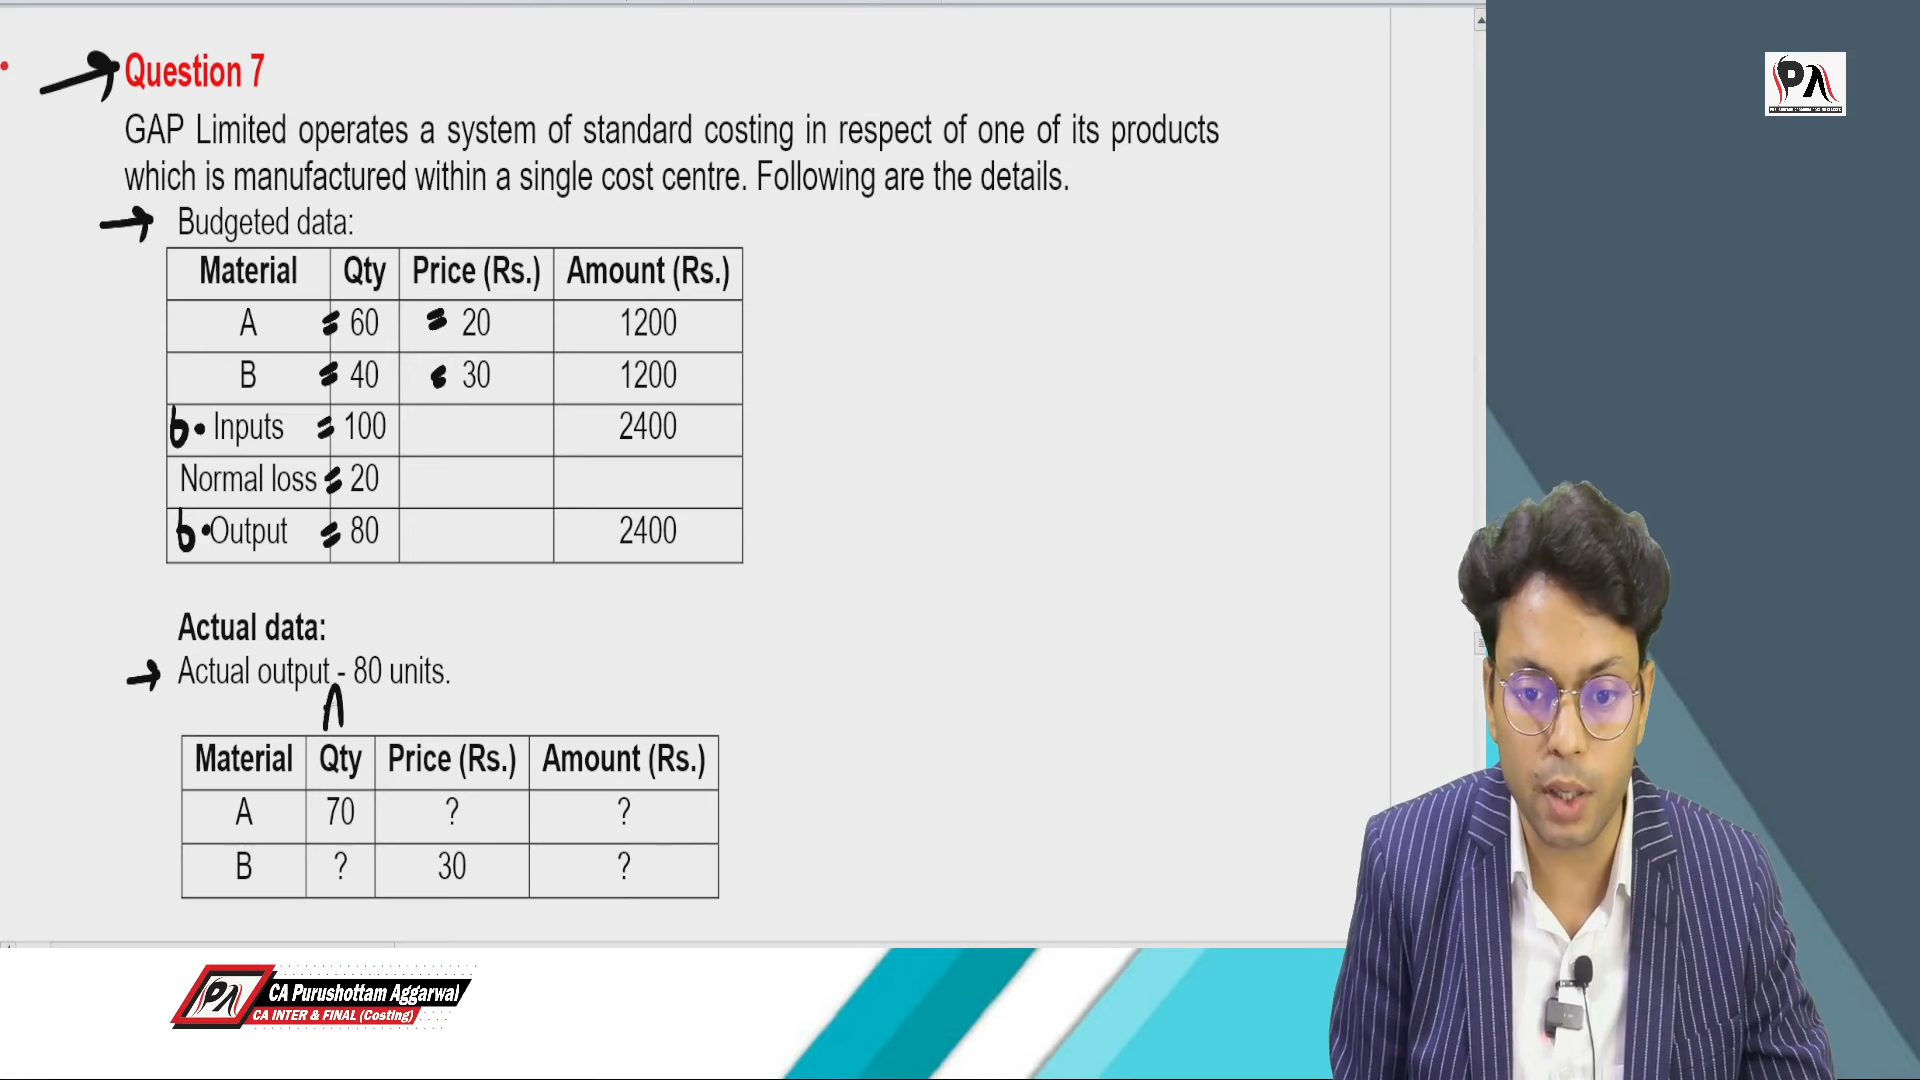 Question 7
GAP Limited operates a system of standard costing in respect of one of its products
which is manufactured within a single cost centre. Following are the details.
Budgeted data:
Material Qty Price (Rs.) Amount (Rs.)
A = 60 = 20 1200
B = 40 30 1200
b. Inputs = 100 2400
Normal loss = 20
b. Output = 80 2400
Actual data:
Actual output - 80 units.
Material Qty Price (Rs.) Amount (Rs.)
A 70 ? ?
B ? 30 ?
PA
CA Purushottam Aggarwal
CA INTER & FINAL (Costing)